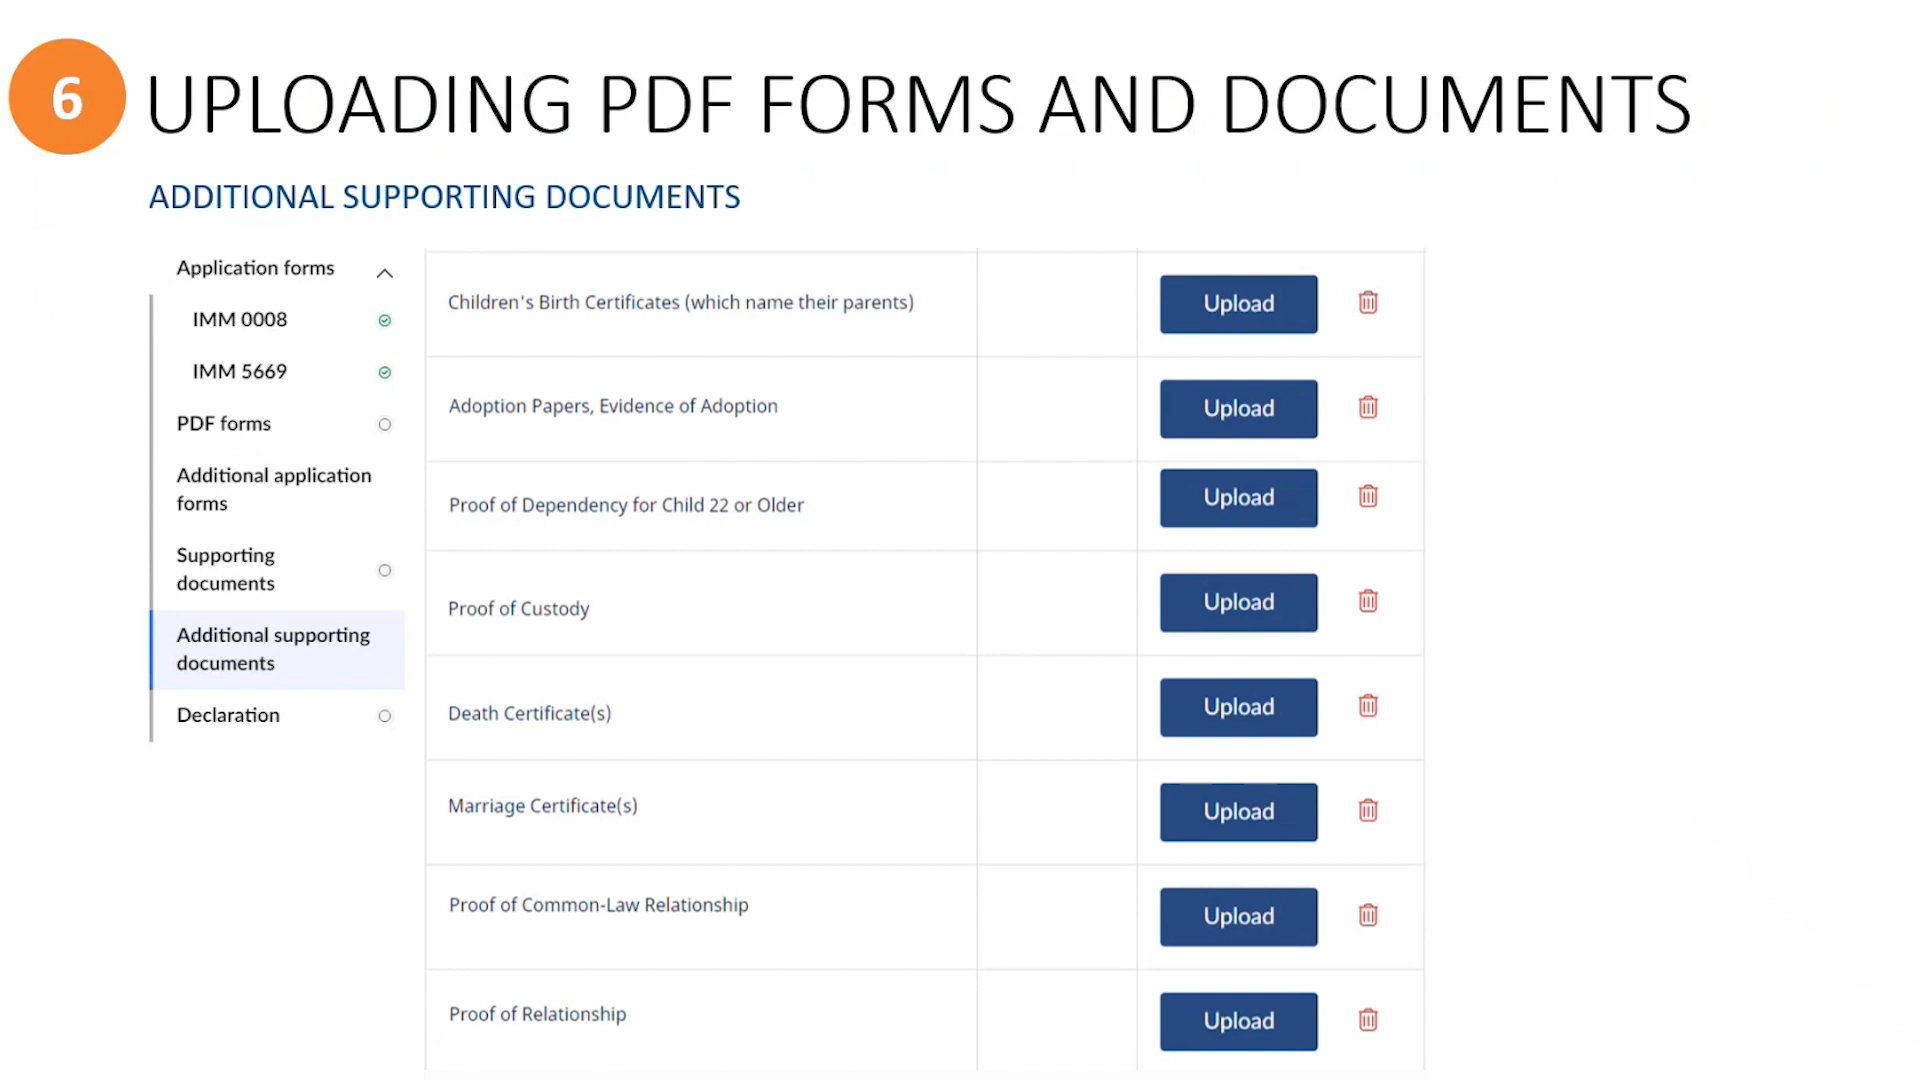 6 UPLOADING PDF FORMS AND DOCUMENTS
ADDITIONAL SUPPORTING DOCUMENTS
Application forms
IMM 0008
IMM 5669
PDF forms
Additional application
forms
Supporting
documents
Additional supporting
documents
Declaration
Children's Birth Certificates (which name their parents) Upload
Adoption Papers, Evidence of Adoption Upload
Proof of Dependency for Child 22 or Older Upload
Proof of Custody Upload
Death Certificate(s) Upload
Marriage Certificate(s) Upload
Proof of Common-Law Relationship Upload
Proof of Relationship Upload